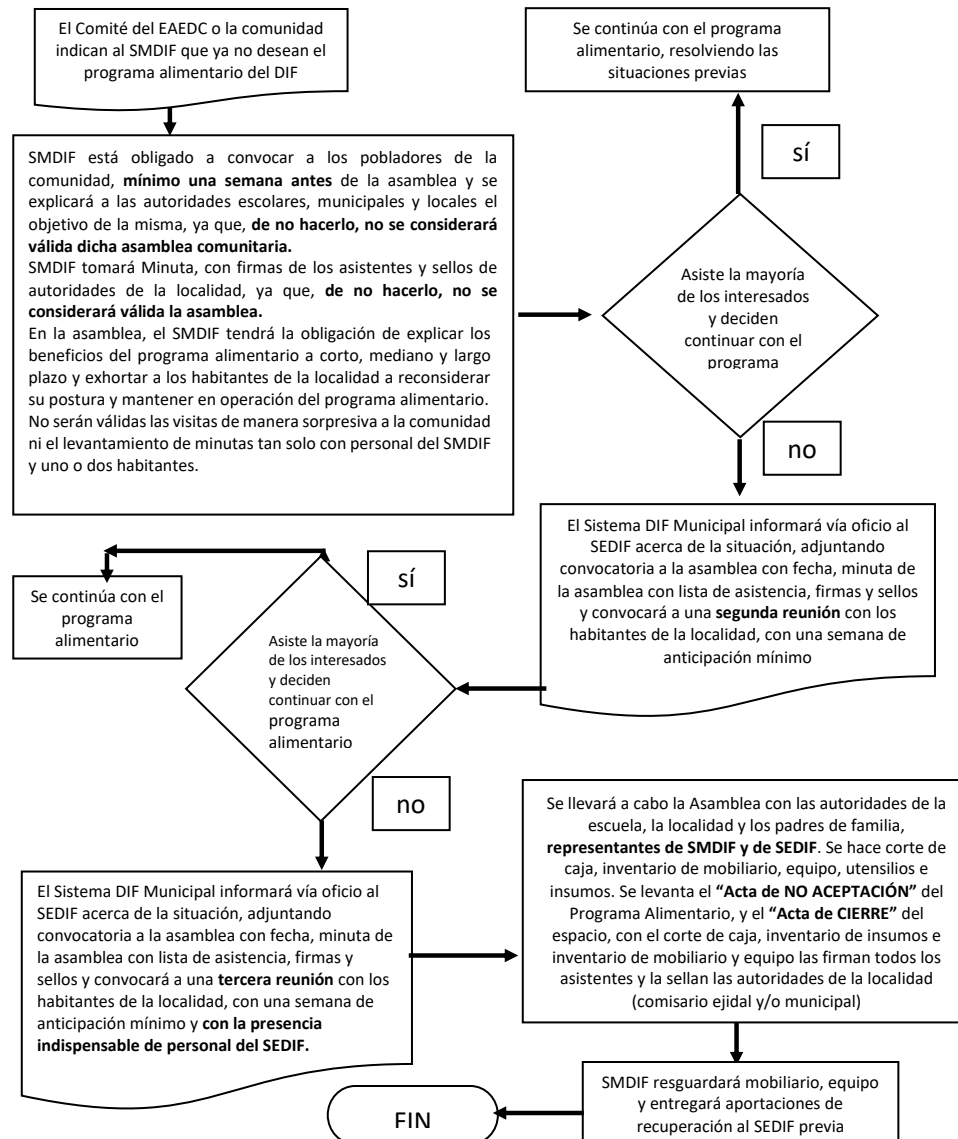 El Comité del EAEDC o la comunidad
indican al SMDIF que ya no desean el
programa alimentario del DIF
SMDIF está obligado a convocar a los pobladores de la
comunidad, mínimo una semana antes de la asamblea y se
explicará a las autoridades escolares, municipales y locales el
objetivo de la misma, ya que, de no hacerlo, no se considerará
válida dicha asamblea comunitaria.
SMDIF tomará Minuta, con firmas de los asistentes y sellos de
autoridades de la localidad, ya que, de no hacerlo, no se
considerará válida la asamblea.
En la asamblea, el SMDIF tendrá la obligación de explicar los
beneficios del programa alimentario a corto, mediano y largo
plazo y exhortar a los habitantes de la localidad a reconsiderar
su postura y mantener en operación del programa alimentario.
No serán válidas las visitas de manera sorpresiva a la comunidad
ni el levantamiento de minutas tan solo con personal del SMDIF
y uno o dos habitantes.
Asiste la mayoría
de los interesados
y deciden
continuar con el
programa
sí
Se continúa con el programa
alimentario, resolviendo las
situaciones previas
no
El Sistema DIF Municipal informará vía oficio al
SEDIF acerca de la situación, adjuntando
convocatoria a la asamblea con fecha, minuta de
la asamblea con lista de asistencia, firmas y sellos
y convocará a una segunda reunión con los
habitantes de la localidad, con una semana de
anticipación mínimo
Asiste la mayoría
de los interesados
y deciden
continuar con el
programa
alimentario
sí
Se continúa con el
programa
alimentario
no
El Sistema DIF Municipal informará vía oficio al
SEDIF acerca de la situación, adjuntando
convocatoria a la asamblea con fecha, minuta de
la asamblea con lista de asistencia, firmas y
sellos y convocará a una tercera reunión con los
habitantes de la localidad, con una semana de
anticipación mínimo y con la presencia
indispensable de personal del SEDIF.
Se llevará a cabo la Asamblea con las autoridades de la
escuela, la localidad y los padres de familia,
representantes de SMDIF y de SEDIF. Se hace corte de
caja, inventario de mobiliario, equipo, utensilios e
insumos. Se levanta el “Acta de NO ACEPTACIÓN” del
Programa Alimentario, y el “Acta de CIERRE” del
espacio, con el corte de caja, inventario de insumos e
inventario de mobiliario y equipo las firman todos los
asistentes y la sellan las autoridades de la localidad
(comisario ejidal y/o municipal)
SMDIF resguardará mobiliario, equipo
y entregará aportaciones de
recuperación al SEDIF previa
FIN